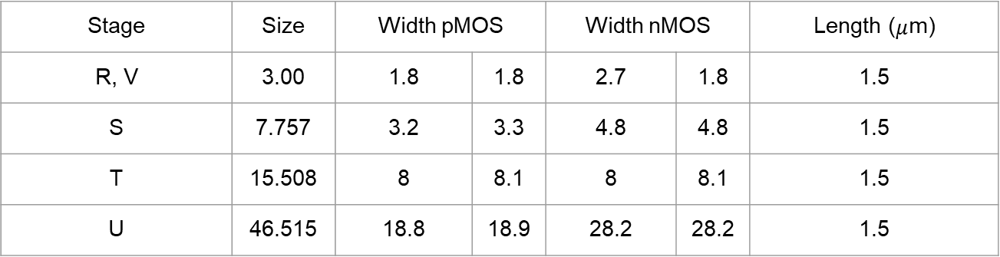 Stage Size Width pMOS Width nMOS Length (𝜇m)
R, V 3.00 1.8 1.8 2.7 1.8 1.5
S 7.757 3.2 3.3 4.8 4.8 1.5
T 15.508 8 8.1 8 8.1 1.5
U 46.515 18.8 18.9 28.2 28.2 1.5